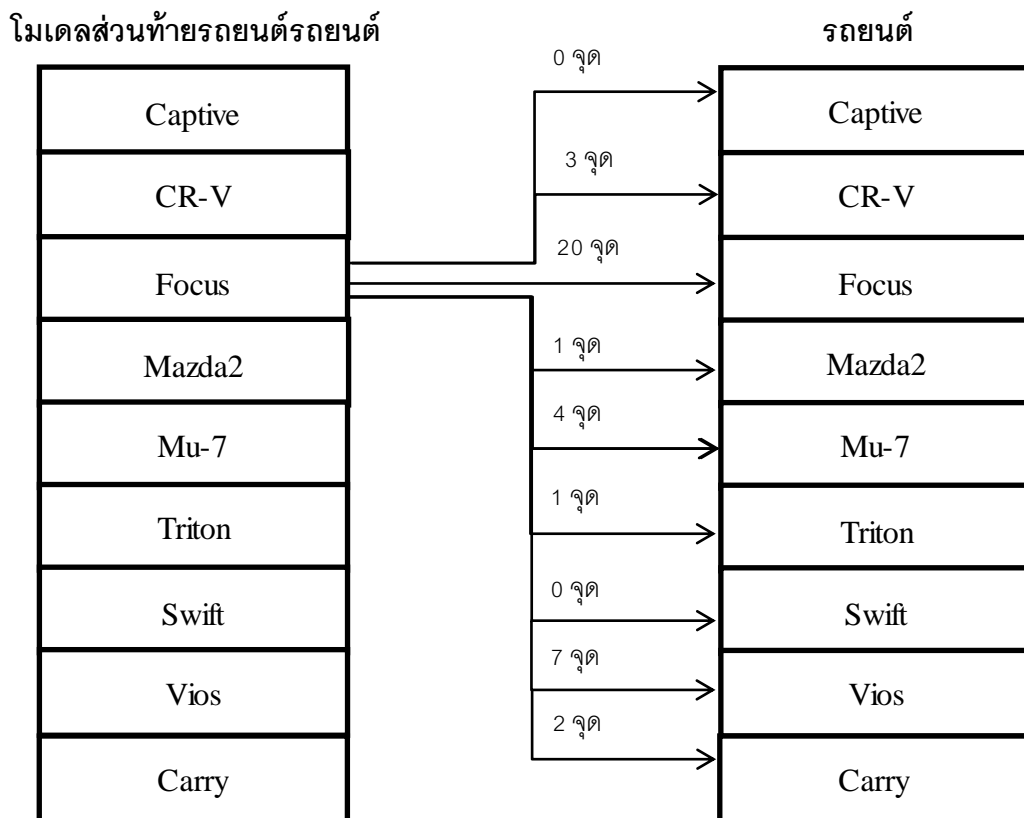 โมเดลส่วนท้ายรถยนต์รถยนต์
Captive
CR-V
Focus
Mazda2
Mu-7
Triton
Swift
Vios
Carry
0 จุด
3 จุด
20 จุด
1 จุด
4 จุด
1 จุด
0 จุด
7 จุด
2 จุด
รถยนต์
Captive
CR-V
Focus
Mazda2
Mu-7
Triton
Swift
Vios
Carry